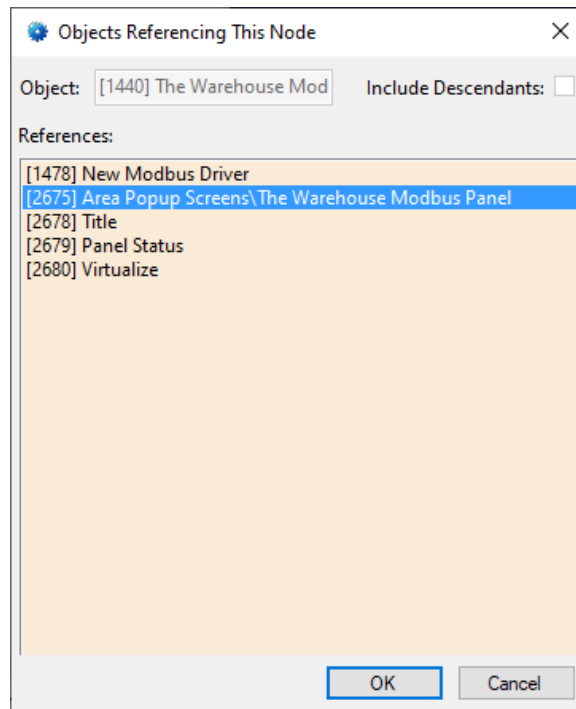 Objects Referencing This Node
Object: [1440] The Warehouse Mod Include Descendants:
References:
[1478] New Modbus Driver
[2675] Area Popup Screens\The Warehouse Modbus Panel
[2678] Title
[2679] Panel Status
[2680] Virtualize
OK Cancel